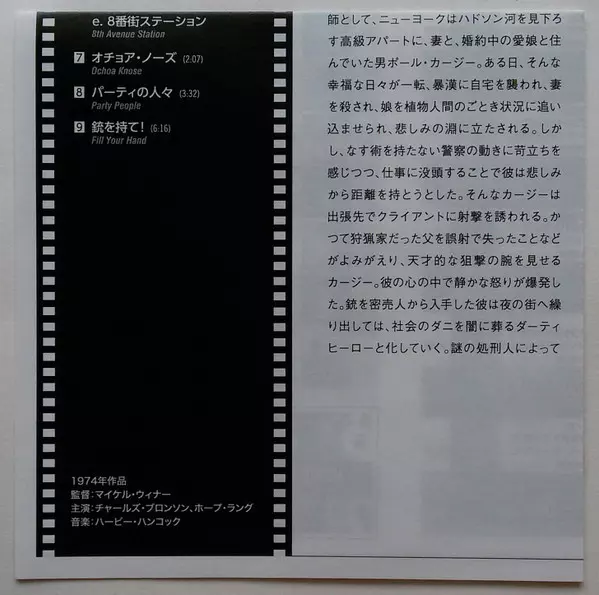 e. 8番街ステーション
8th Avenue Station
7 オチョア・ノーズ (2:07)
Ochoa Knose
8 パーティの人々 (3:32)
Party People
9 銃を持て! (6:16)
Fill Your Hand
1974年作品
監督:マイケル・ウィナー
主演:チャールズ・ブロンソン、ホープ・ラング
音楽:ハービー・ハンコック
師として、ニューヨークはハドソン河を見下ろ
す高級アパートに、妻と、婚約中の愛娘と住
んでいた男ポール・カージー。ある日、そんな
幸福な日々が一転、暴漢に自宅を襲われ、妻
を殺され、娘を植物人間のごとき状況に追い
込ませられ、悲しみの淵に立たされる。しか
し、なす術を持たない警察の動きに苛立ちを
感じつつ、仕事に没頭することで彼は悲しみ
から距離を持とうとした。そんなカージーは
出張先でクライアントに射撃を誘われる。か
つて狩猟家だった父を誤射で失ったことなど
がよみがえり、天才的な狙撃の腕を見せる
カージー。彼の心の中で静かな怒りが爆発し
た。銃を密売人から入手した彼は夜の街へ繰
り出しては、社会のダニを闇に葬るダーティ
ヒーローと化していく。謎の処刑人によって